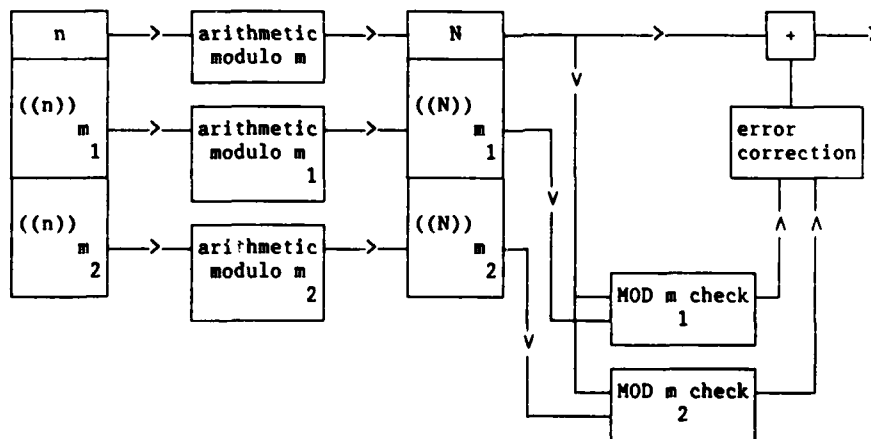 n
arithmetic
modulo m
N
+
((n))
m
1
arithmetic
modulo m
1
((N))
m
1
error
correction
((n))
m
2
arithmetic
modulo m
2
((N))
m
2
MOD m check
1
MOD m check
2